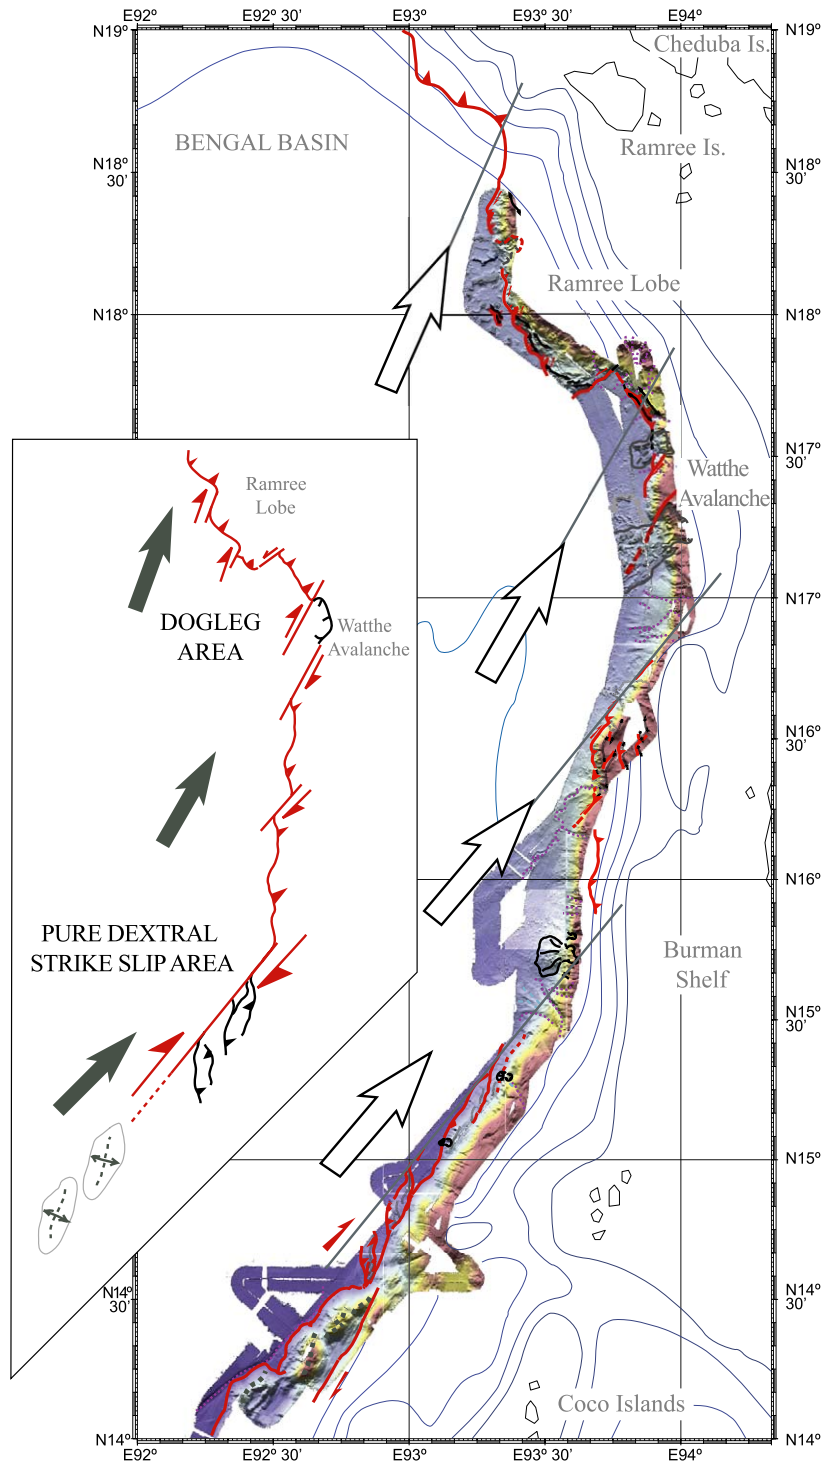 E92º
E92º 30'
E93º
E93º 30'
E94º
N19º
N19º
Cheduba Is.
BENGAL BASIN
Ramree Is.
N18º
30'
N18º
30'
Ramree Lobe
N18º
N18º
N17º
30'
Watthe
Avalanche
Ramree
Lobe
DOGLEG
AREA
Watthe
Avalanche
N17º
N16º
30'
N16º
PURE DEXTRAL
STRIKE SLIP AREA
Burman
Shelf
N15º
30'
N15º
N14º
30'
N14º
30'
Coco Islands
N14º
N14º
E92º
E92º 30'
E93º
E93º 30'
E94º